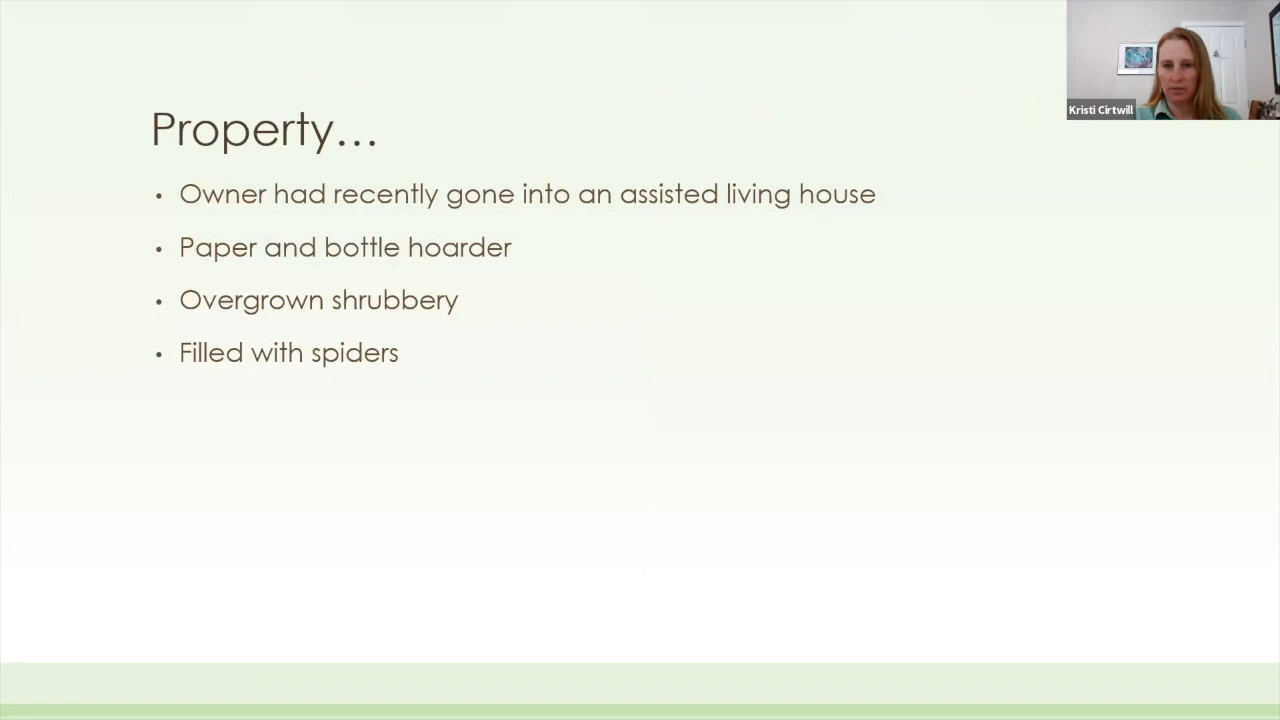 Property…
• Owner had recently gone into an assisted living house
• Paper and bottle hoarder
• Overgrown shrubbery
• Filled with spiders
Kristi Cirtwill